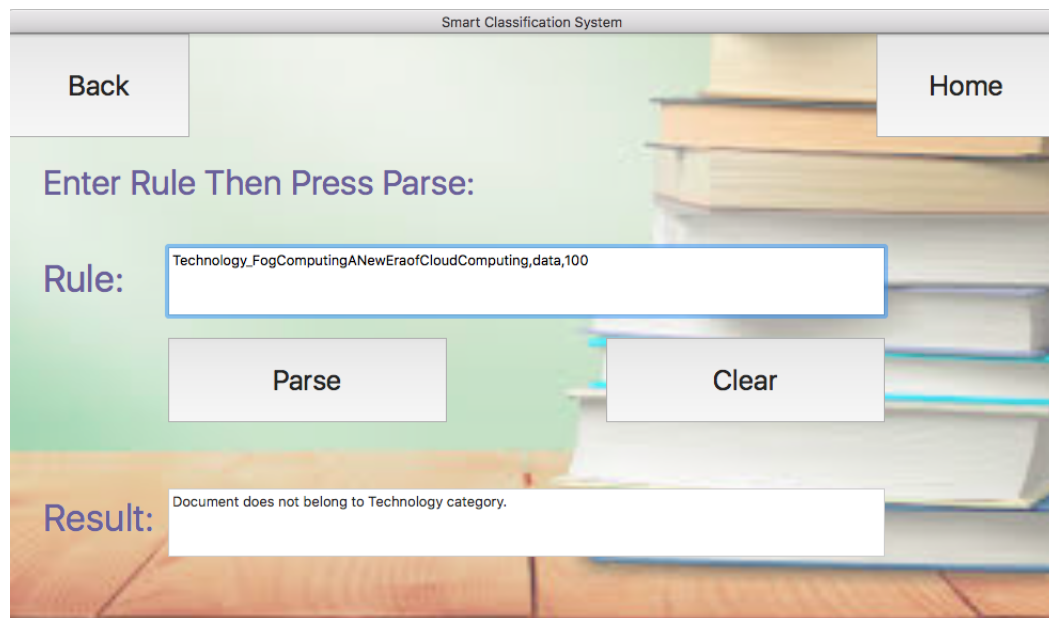 Smart Classification System
Back
Home
Enter Rule Then Press Parse:
Rule:
Technology_FogComputingANewEraofCloudComputing,data,100
Parse
Clear
Result:
Document does not belong to Technology category.